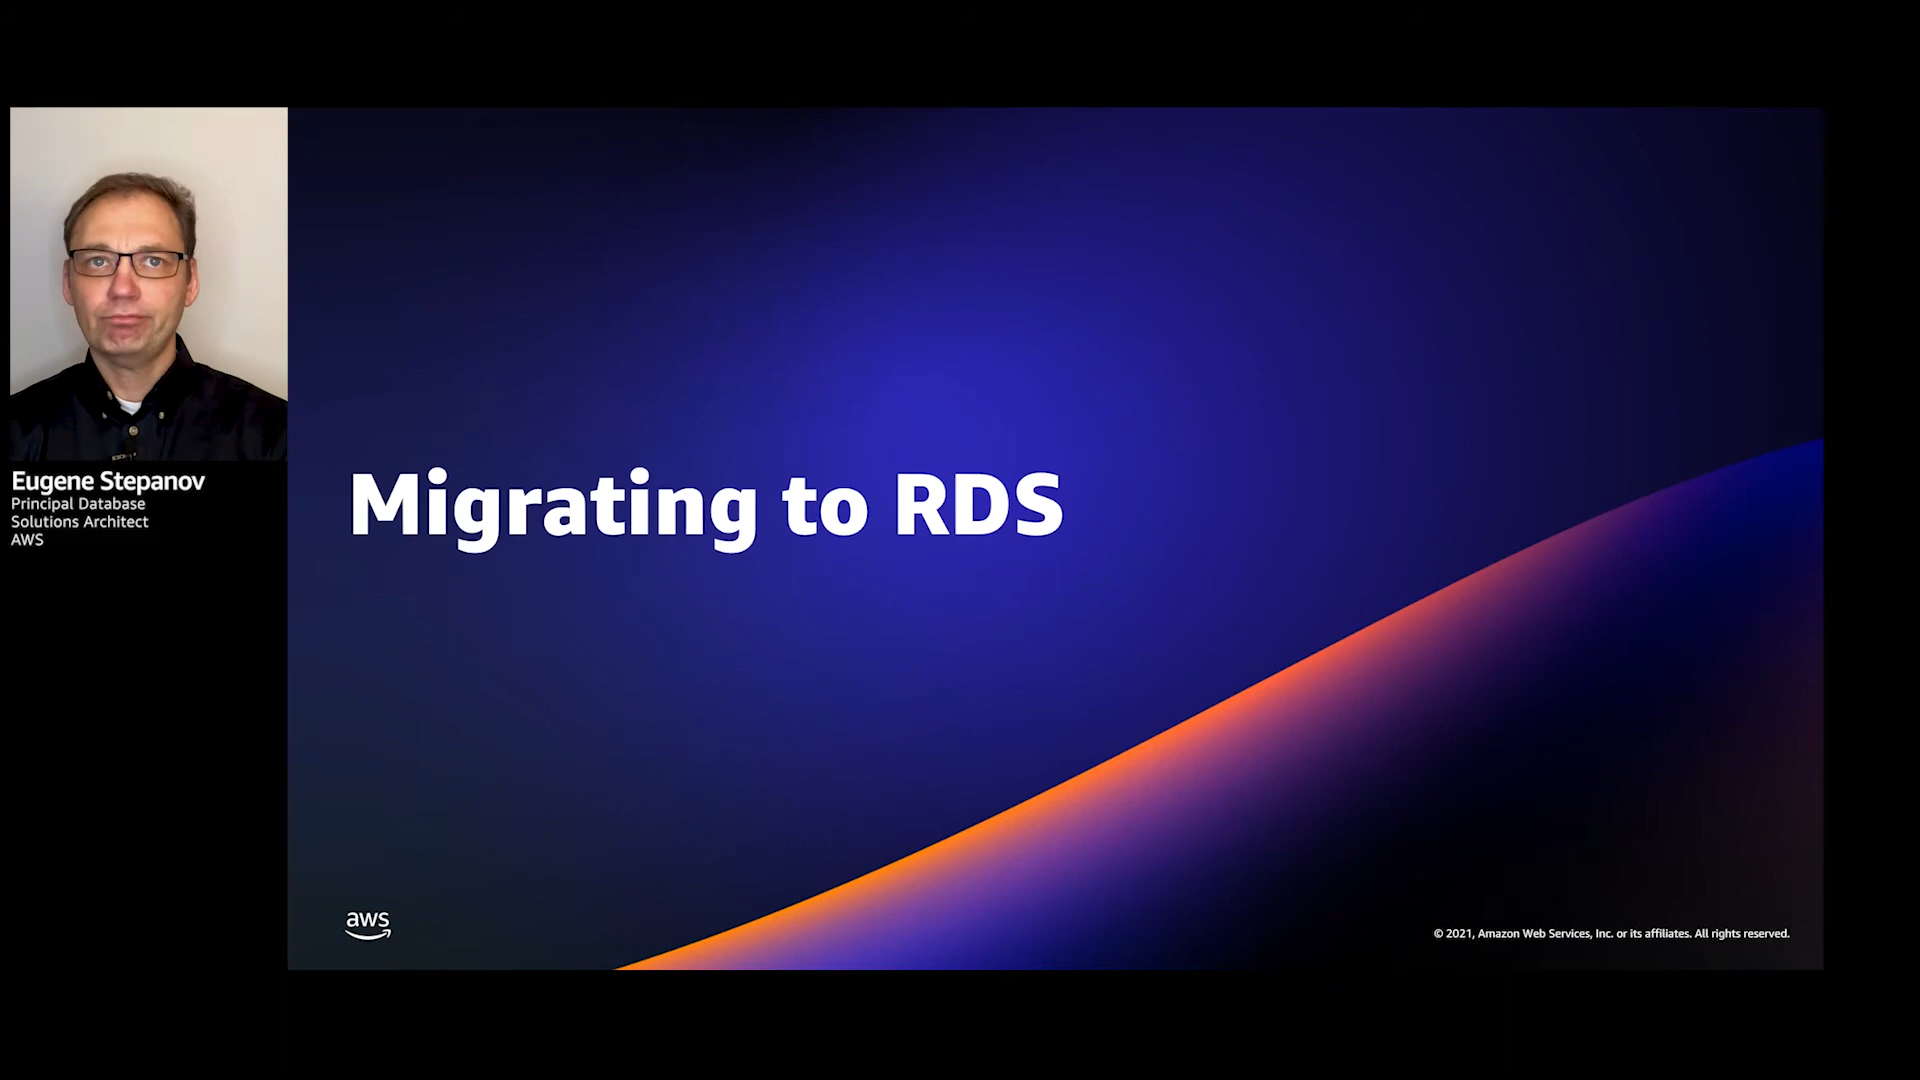 Eugene Stepanov
Principal Database
Solutions Architect
AWS
Migrating to RDS
aws
© 2021, Amazon Web Services, Inc. or its affiliates. All rights reserved.